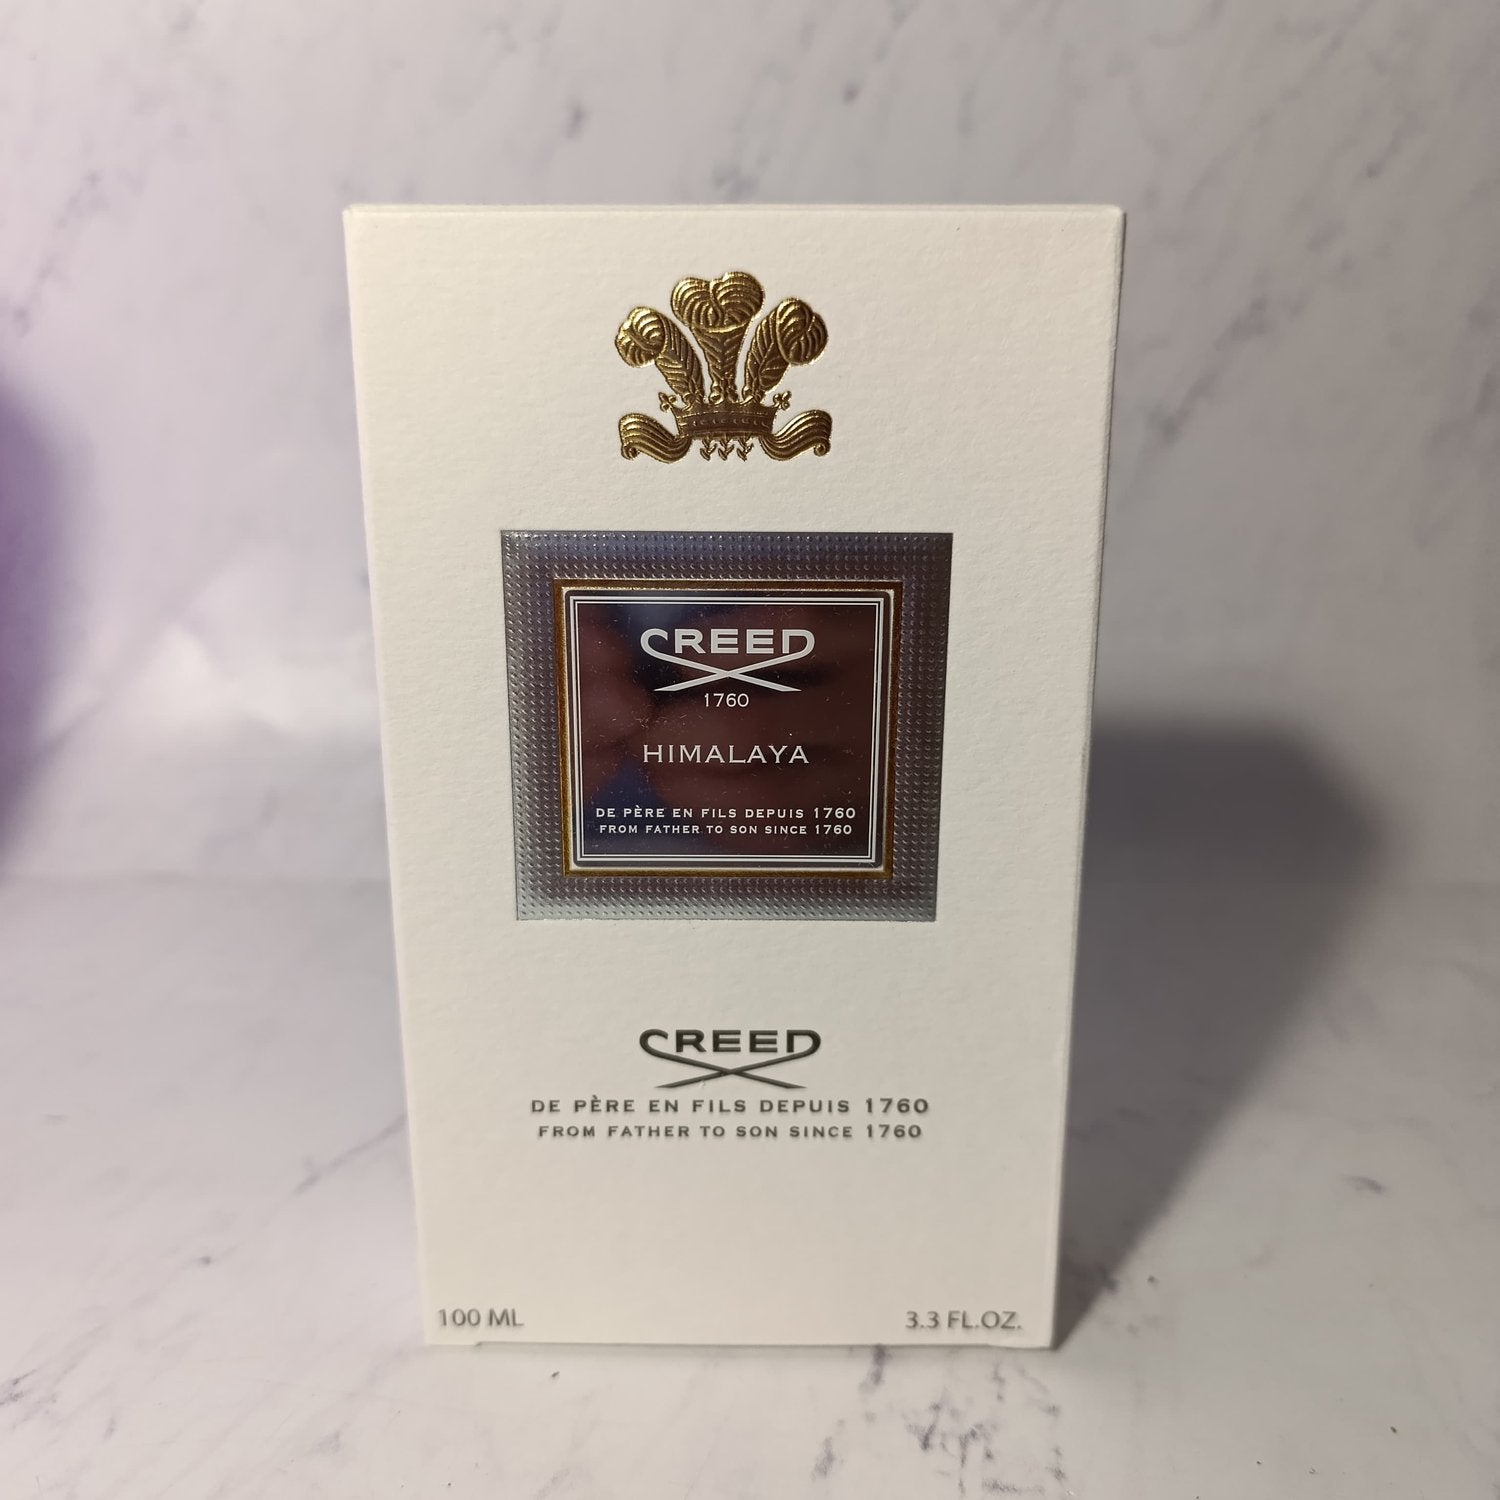 CREED
1760
HIMALAYA
DE PÈRE EN FILS DEPUIS 1760
FROM FATHER TO SON SINCE 1760
CREED
DE PÈRE EN FILS DEPUIS 1760
FROM FATHER TO SON SINCE 1760
100 ML
3.3 FL.OZ.